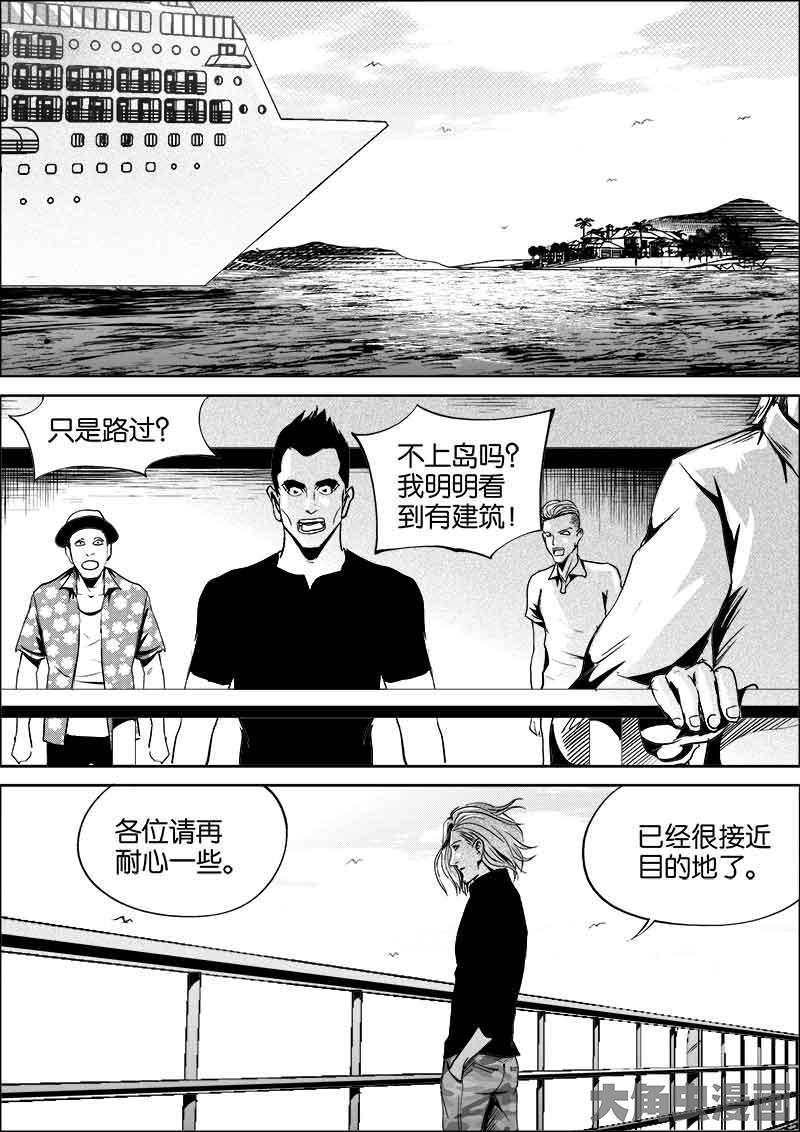 只是路过？
不上岛吗？
我明明看
到有建筑！
各位请再
耐心一些。
已经很接近
目的地了。
大角虫漫画